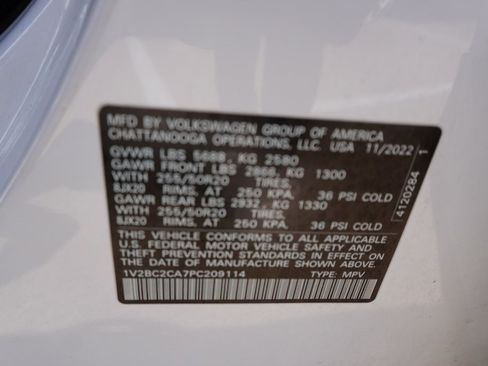 MFD BY VOLKSWAGEN GROUP OF AMERICA
CHATTANOOGA OPERATIONS, LLC. USA 11/2022
GVWR LBS 5688 , KG 2580
GAWR FRONT LBS 2866 , KG 1300
WITH 255/50R20 TIRES,
8JX20 RIMS, AT 250 KPA, 36 PSI COLD
GAWR REAR LBS 2932 , KG 1330
WITH 255/50R20 TIRES,
8JX20 RIMS, AT 250 KPA, 36 PSI COLD
THIS VEHICLE CONFORMS TO ALL APPLICABLE
U.S. FEDERAL MOTOR VEHICLE SAFETY AND
THEFT PREVENTION STANDARDS IN EFFECT ON
DATE OF MANUFACTURE
1V2BC2CA7PC209114 TYPE: MPV
4120284 1